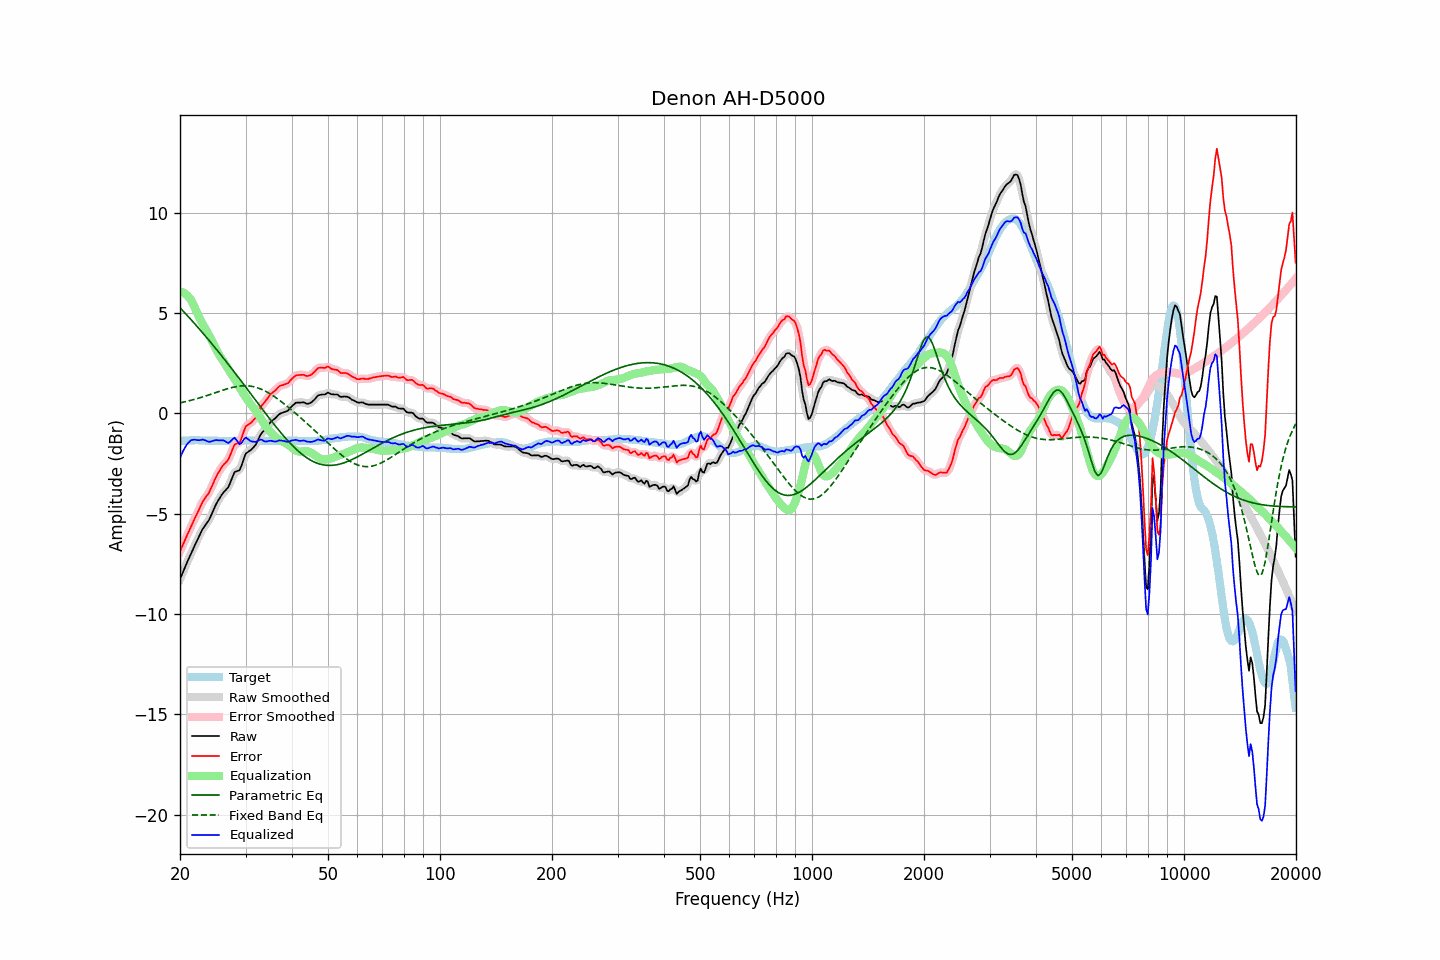 Denon AH-D5000
Amplitude (dBr)
10
5
0
−5
−10
−15
−20
Target
Raw Smoothed
Error Smoothed
Raw
Error
Equalization
Parametric Eq
Fixed Band Eq
Equalized
20 50 100 200 500 1000 2000 5000 10000 20000
Frequency (Hz)